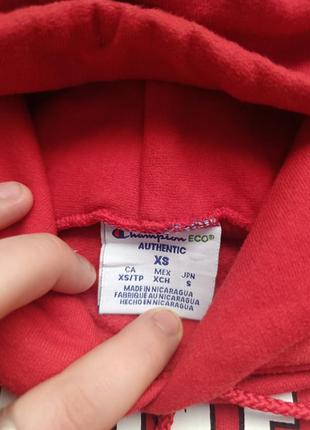 Champion ECO®
AUTHENTIC
XS
CA MEX JPN
XS/TP XCH S
MADE IN NICARAGUA
FABRIQUÉ AU NICARAGUA
HECHO EN NICARAGUA